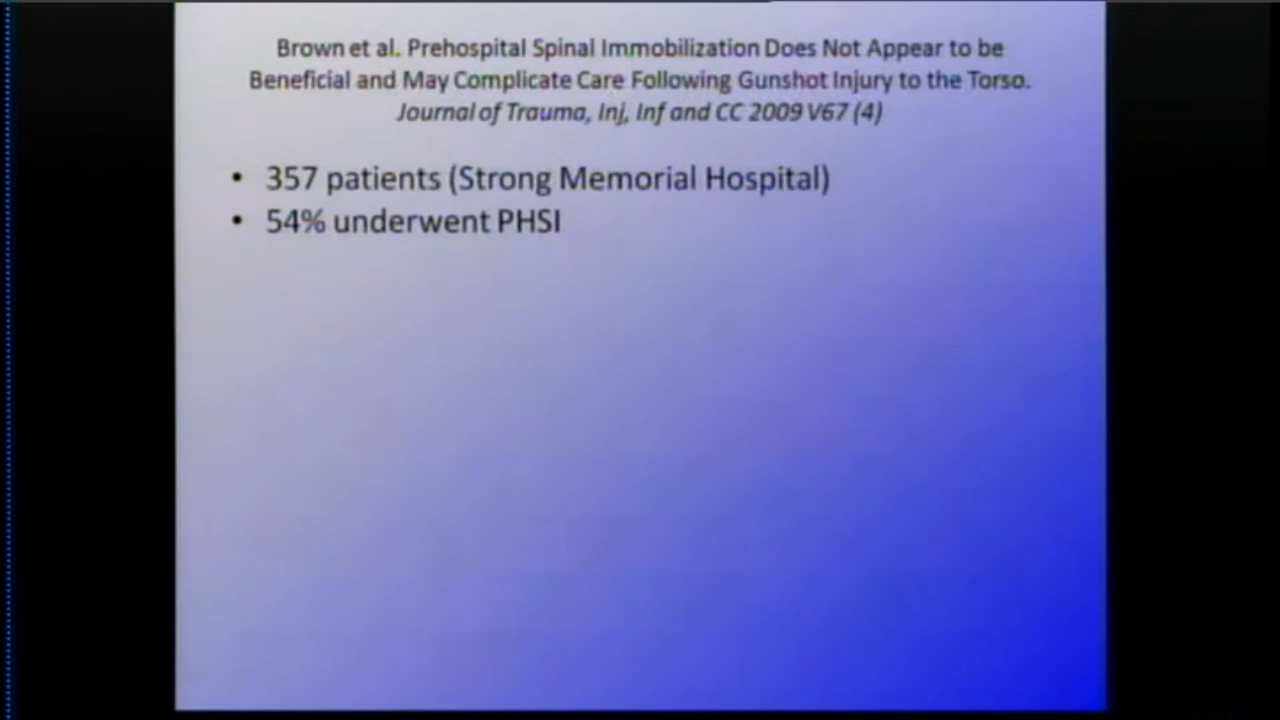 Brown et al. Prehospital Spinal Immobilization Does Not Appear to be
Beneficial and May Complicate Care Following Gunshot Injury to the Torso.
Journal of Trauma, Inj, Inf and CC 2009 V67 (4)
• 357 patients (Strong Memorial Hospital)
• 54% underwent PHSI